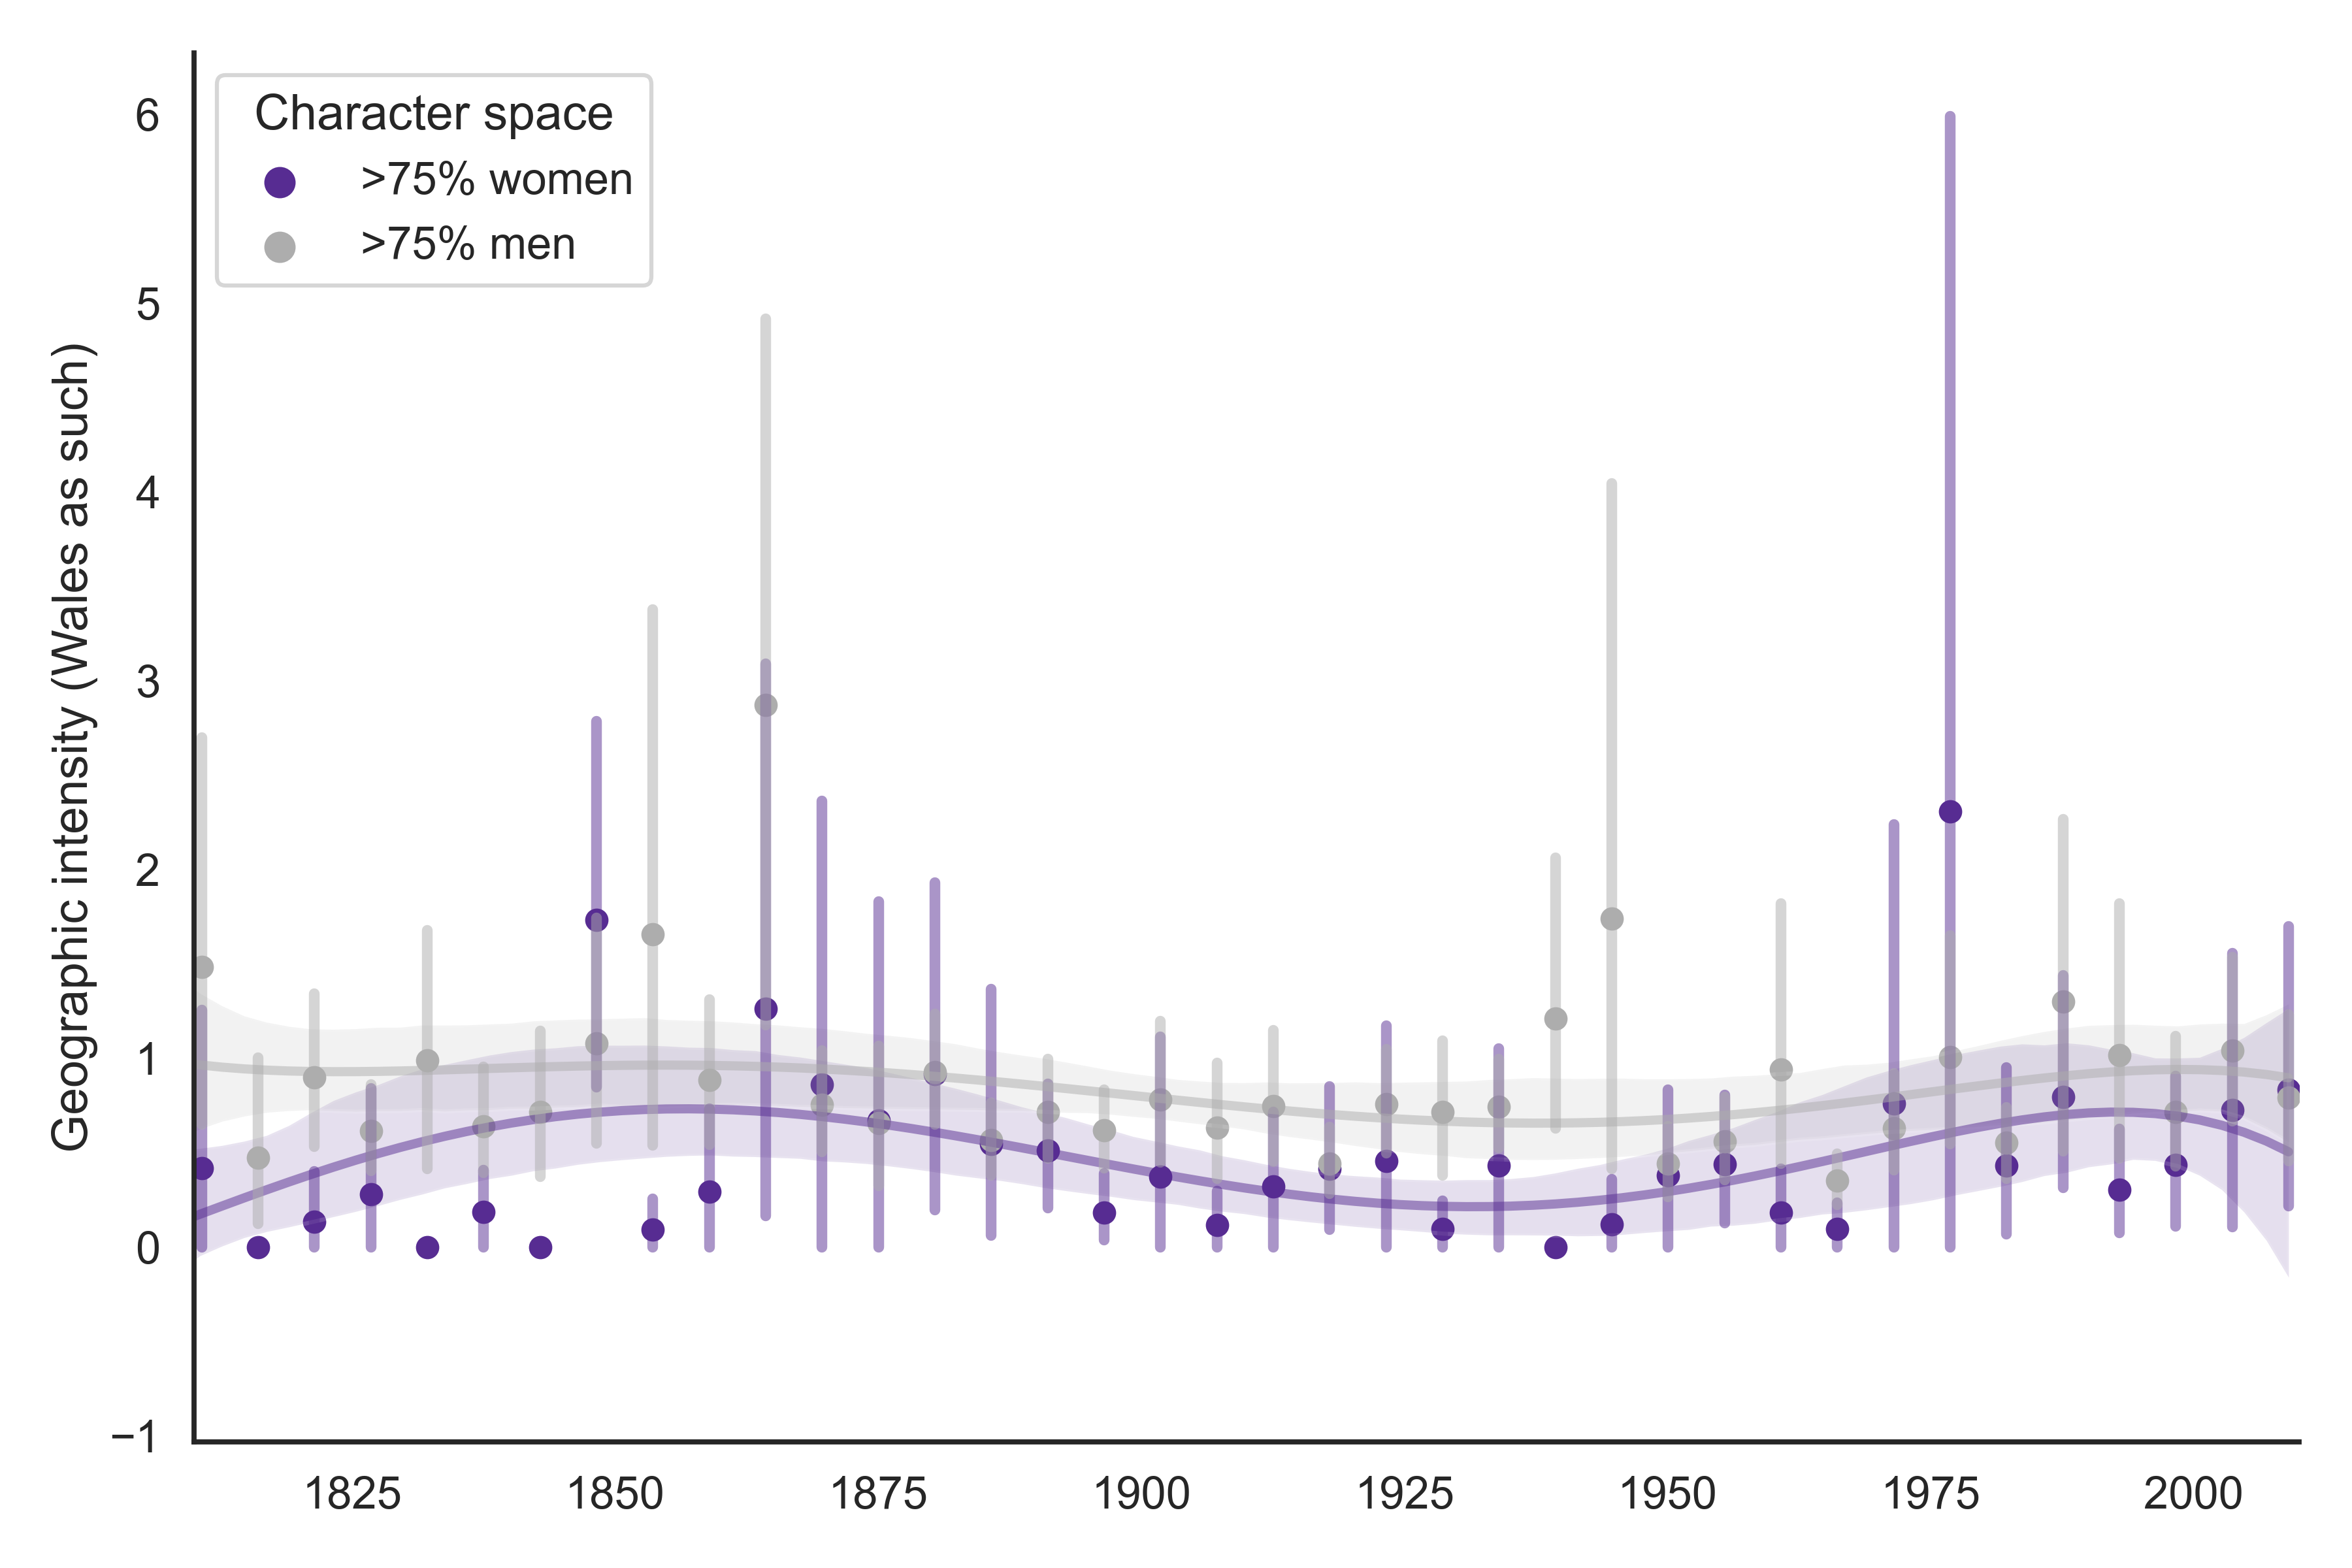 Character space
>75% women
>75% men
Geographic intensity (Wales as such)
6
5
4
3
2
1
0
−1
1825 1850 1875 1900 1925 1950 1975 2000